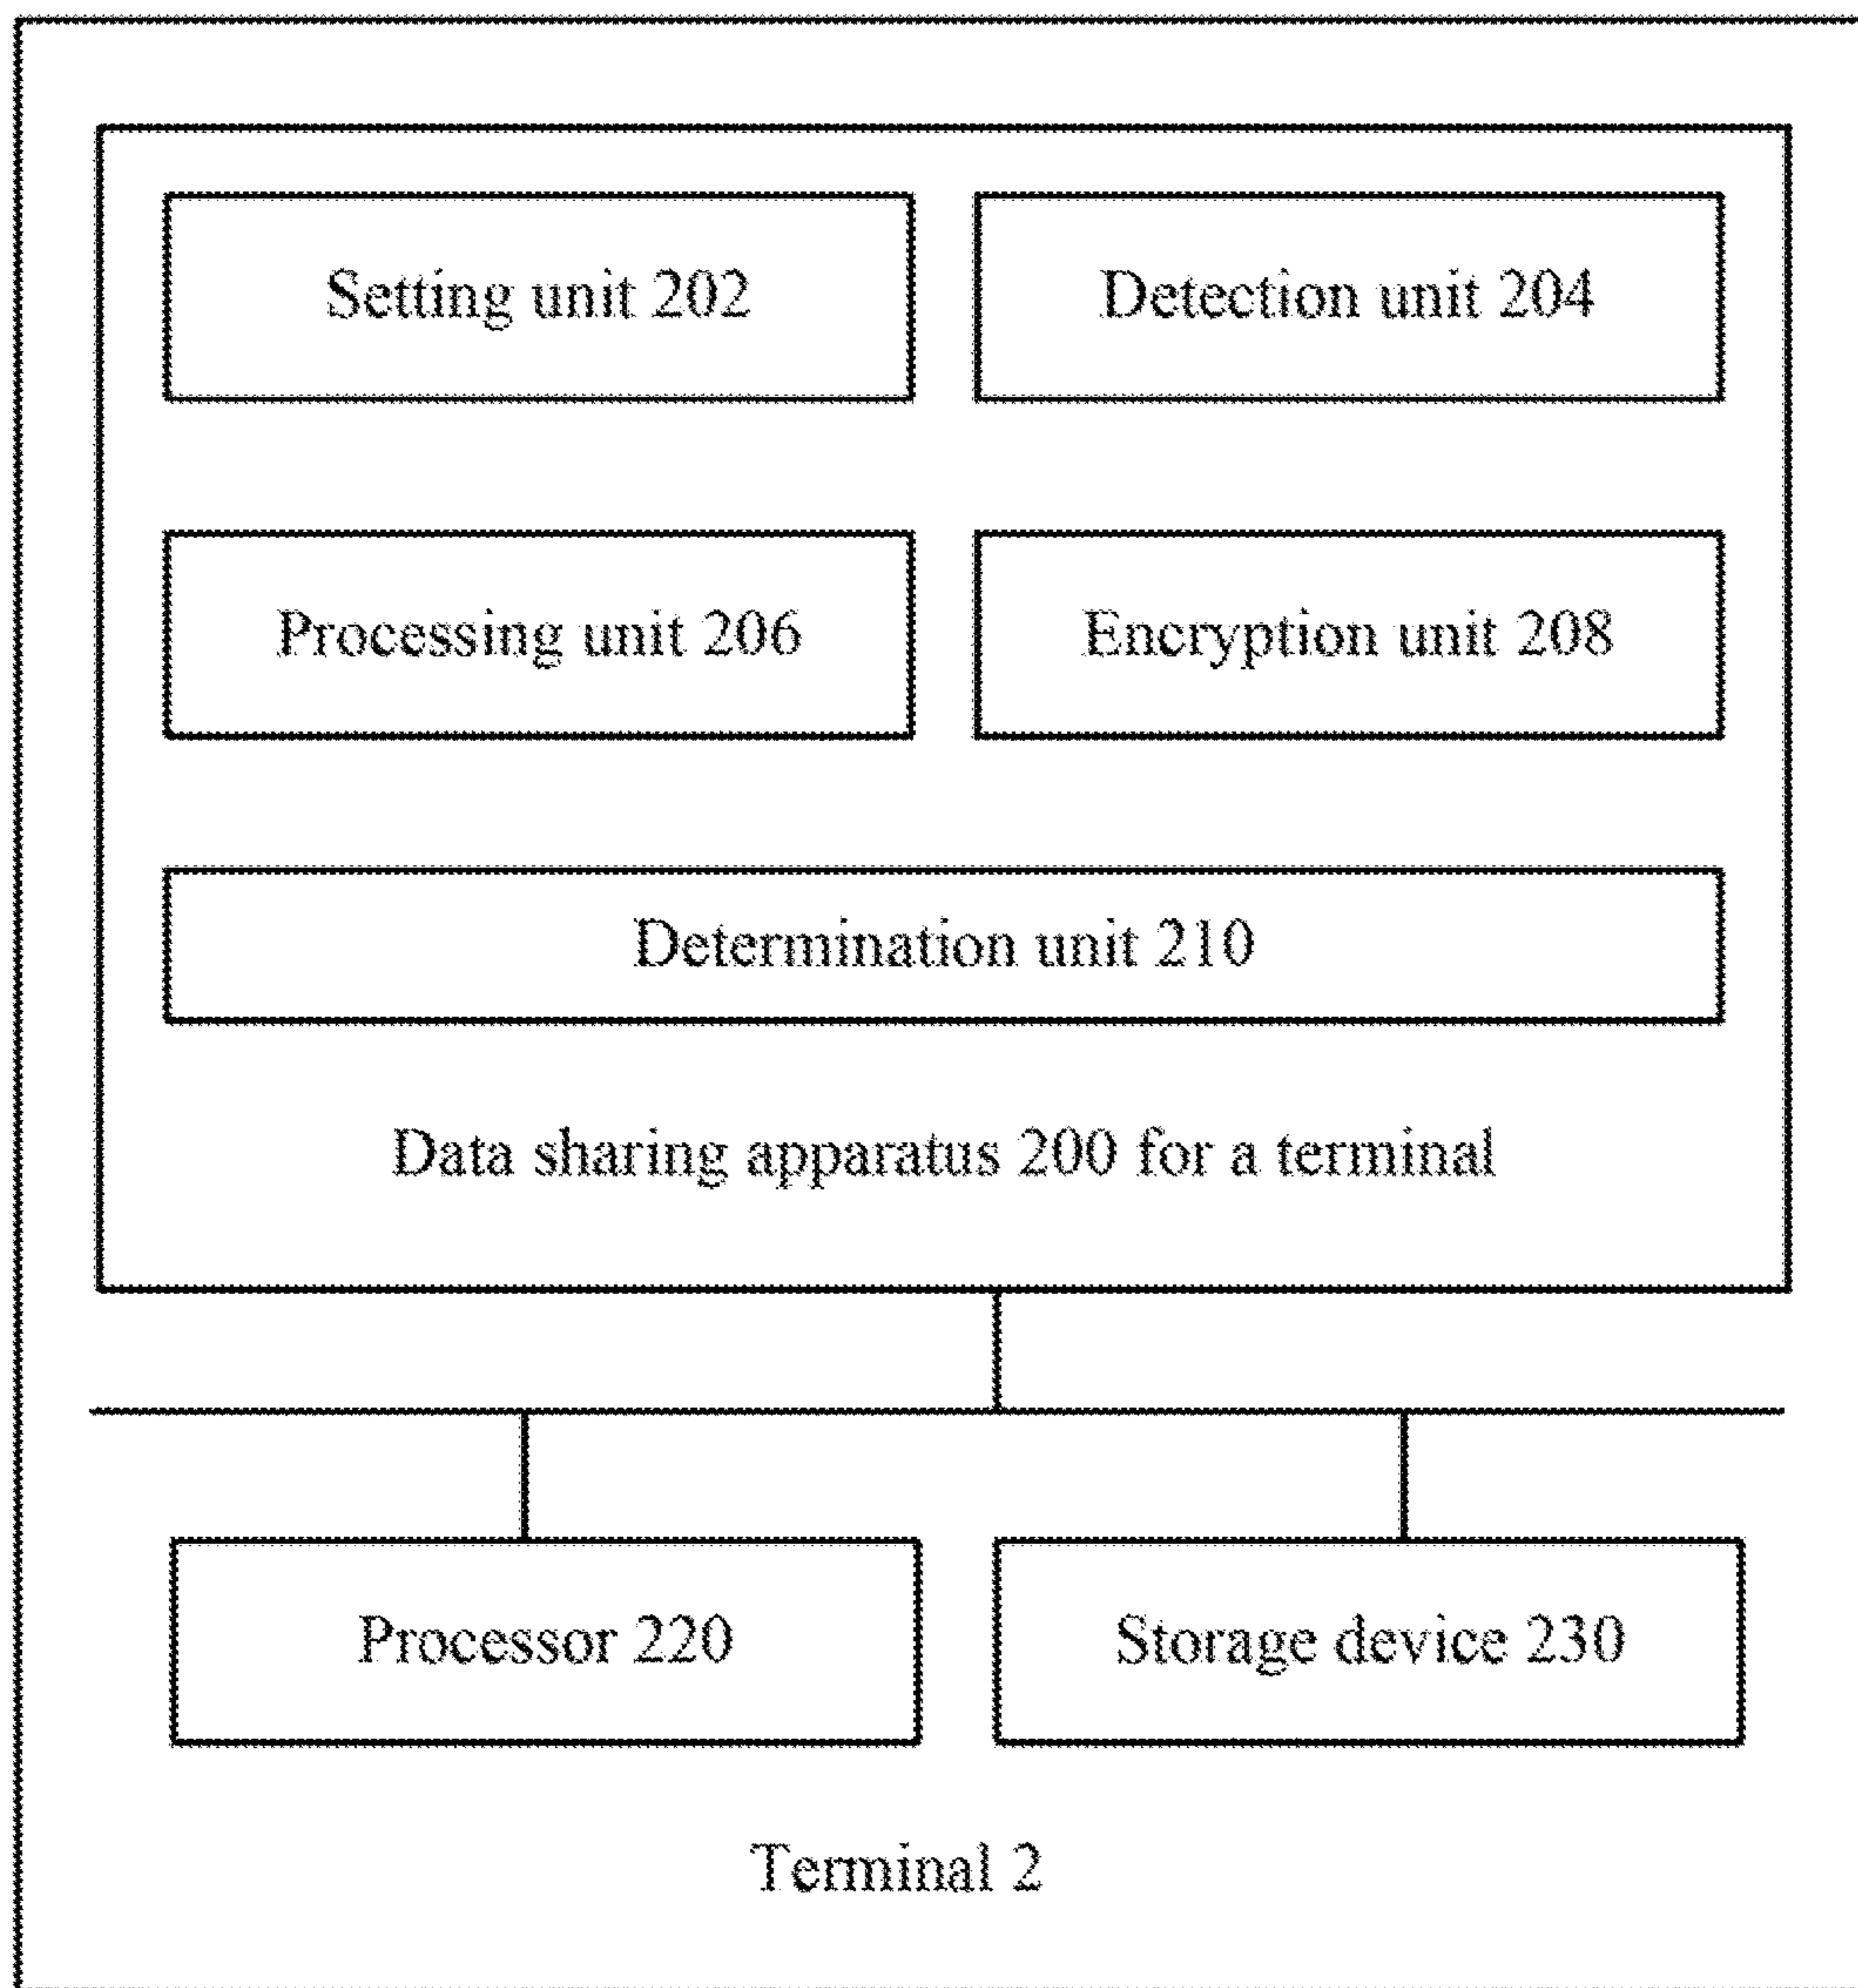 Setting unit 202
Detection unit 204
Processing unit 206
Encryption unit 208
Determination unit 210
Data sharing apparatus 200 for a terminal
Processor 220
Storage device 230
Terminal 2